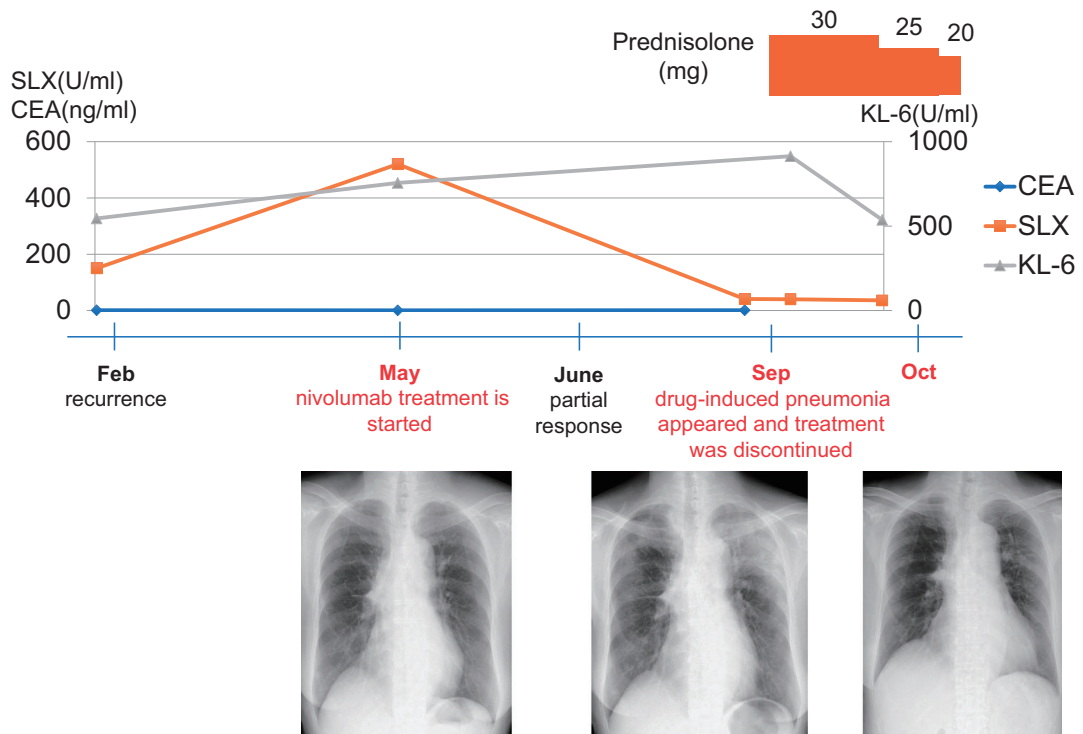 30
25
20
Prednisolone
(mg)
SLX(U/ml)
CEA(ng/ml)
KL-6(U/ml)
600
400
200
0
1000
500
0
CEA
SLX
KL-6
Feb
recurrence
May
nivolumab treatment is
started
June
partial
response
Sep
drug-induced pneumonia
appeared and treatment
was discontinued
Oct